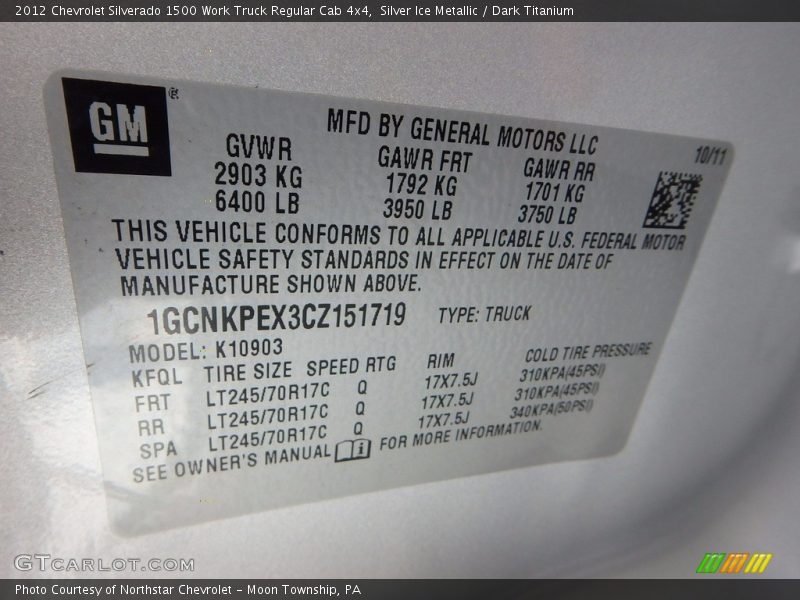 2012 Chevrolet Silverado 1500 Work Truck Regular Cab 4x4,  Silver Ice Metallic / Dark Titanium
GM ®
MFD BY GENERAL MOTORS LLC
10/11
GVWR GAWR FRT GAWR RR
2903 KG 1792 KG 1701 KG
6400 LB 3950 LB 3750 LB
THIS VEHICLE CONFORMS TO ALL APPLICABLE U.S. FEDERAL MOTOR
VEHICLE SAFETY STANDARDS IN EFFECT ON THE DATE OF
MANUFACTURE SHOWN ABOVE.
1GCNKPEX3CZ151719 TYPE: TRUCK
MODEL: K10903
KFQL TIRE SIZE SPEED RTG RIM COLD TIRE PRESSURE
FRT LT245/70R17C Q 17X7.5J 310KPA(45PSI)
RR LT245/70R17C Q 17X7.5J 310KPA(45PSI)
SPA LT245/70R17C Q 17X7.5J 340KPA(50PSI)
SEE OWNER'S MANUAL i FOR MORE INFORMATION.
GTCARLOT.COM
Photo Courtesy of Northstar Chevrolet – Moon Township, PA